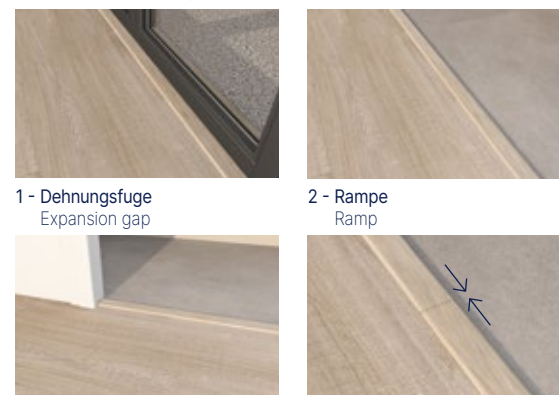 1 - Dehnungsfuge
Expansion gap
2 - Rampe
Ramp